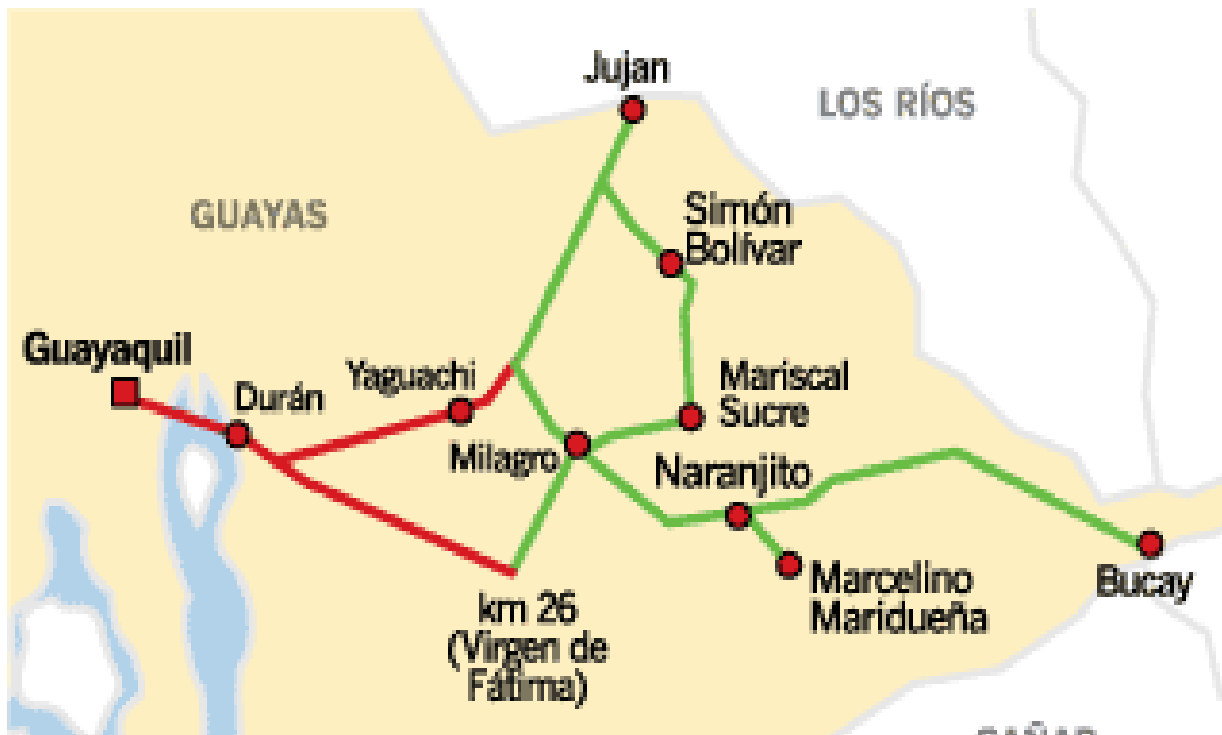 Jujan
LOS RÍOS
GUAYAS
Simón
Bolívar
Guayaquil
Durán
Yaguachi
Mariscal
Sucre
Milagro
Naranjito
Marcelino
Maridueña
Bucay
km 26
(Virgen de
Fátima)